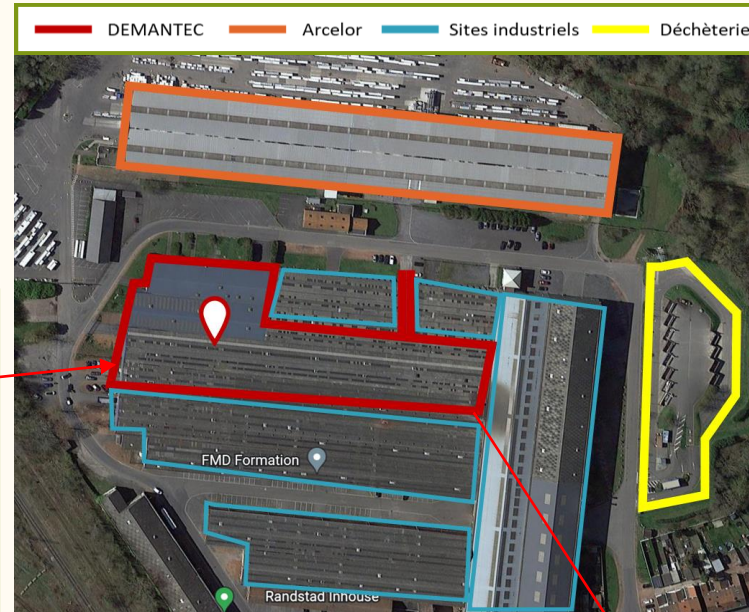 DEMANTEC Arcelor Sites industriels Déchèterie
FMD Formation
Randstad Inhouse